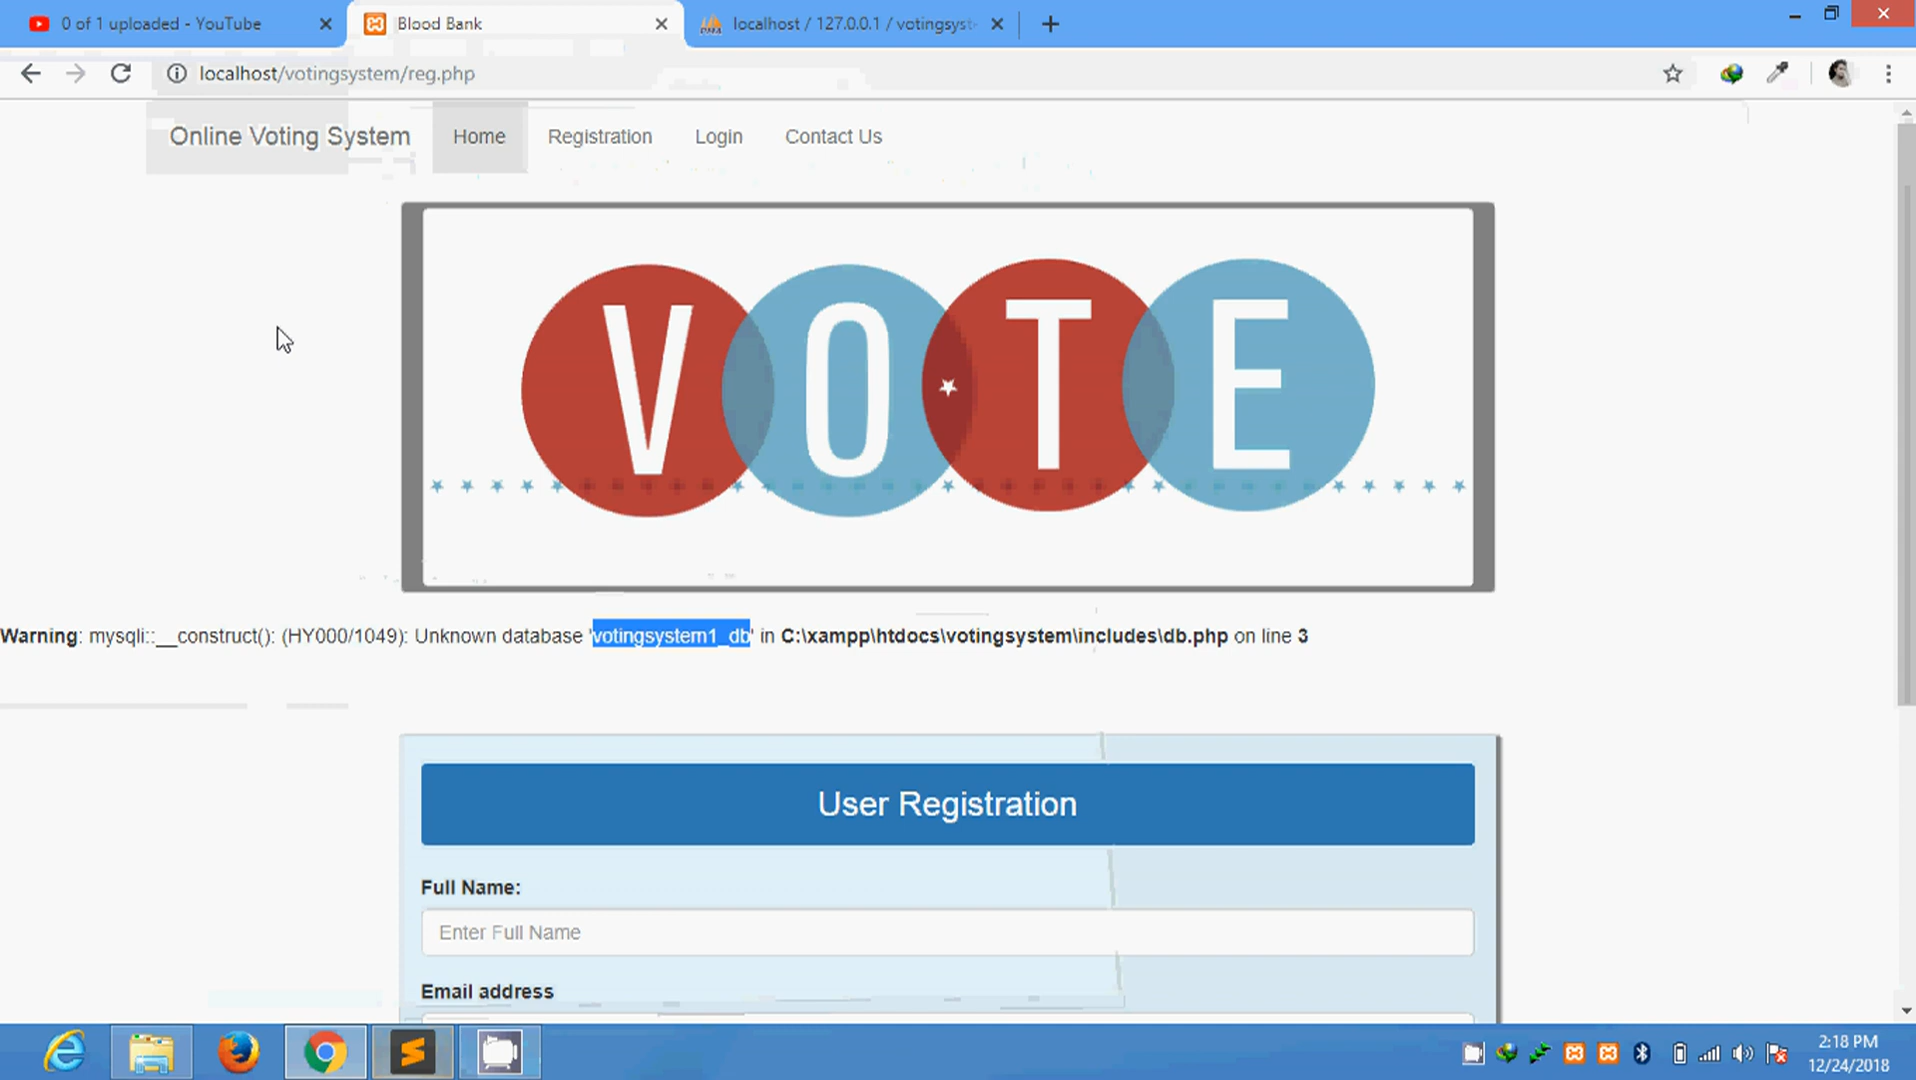 0 of 1 uploaded - YouTube
Blood Bank
localhost / 127.0.0.1 / votingsyst
localhost/votingsystem/reg.php
Online Voting System
Home
Registration
Login
Contact Us
VOTE
Warning: mysqli::__construct(): (HY000/1049): Unknown database 'votingsystem1_db' in C:\xampp\htdocs\votingsystem\includes\db.php on line 3
User Registration
Full Name:
Enter Full Name
Email address
2:18 PM
12/24/2018